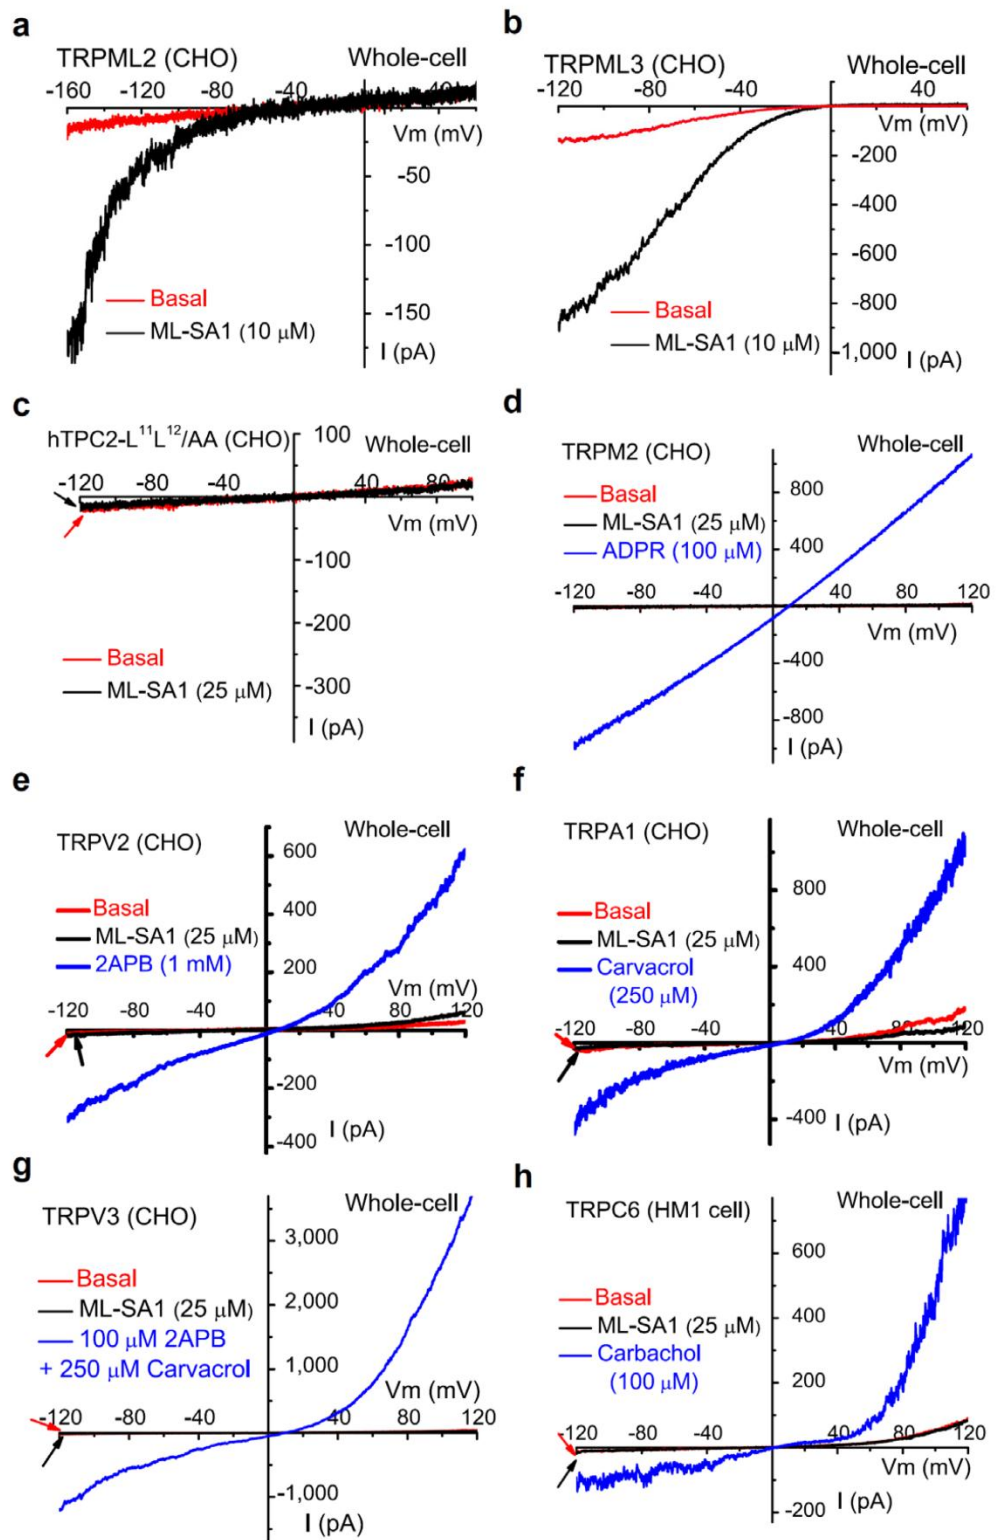 a
TRPML2 (CHO)
Whole-cell
-160 -120 -80 -40 40
Vm (mV)
-50
-100
-150
Basal
ML-SA1 (10 μM)
I (pA)
b
TRPML3 (CHO)
Whole-cell
-120 -80 -40 40
Vm (mV)
-200
-400
-600
-800
-1,000
Basal
ML-SA1 (10 μM)
I (pA)
c
hTPC2-L¹¹L¹²/AA (CHO)
100
Whole-cell
-120 -80 -40 40 80
Vm (mV)
-100
-200
-300
Basal
ML-SA1 (25 μM)
I (pA)
d
TRPM2 (CHO)
Whole-cell
Basal
ML-SA1 (25 μM)
ADPR (100 μM)
800
400
-120 -80 -40 40 80 120
Vm (mV)
-400
-800
I (pA)
e
TRPV2 (CHO)
Whole-cell
Basal
ML-SA1 (25 μM)
2APB (1 mM)
600
400
200
Vm (mV)
-120 -80 -40 40 80 120
-200
-400
I (pA)
f
TRPA1 (CHO)
Whole-cell
Basal
ML-SA1 (25 μM)
Carvacrol
(250 μM)
800
400
-120 -80 -40 40 80 120
Vm (mV)
-400
I (pA)
g
TRPV3 (CHO)
Whole-cell
Basal
ML-SA1 (25 μM)
100 μM 2APB
+ 250 μM Carvacrol
3,000
2,000
1,000
Vm (mV)
-120 -80 -40 40 80 120
-1,000
I (pA)
h
TRPC6 (HM1 cell)
Whole-cell
Basal
ML-SA1 (25 μM)
Carbachol
(100 μM)
600
400
200
-120 -80 -40 40 80 120
Vm (mV)
-200
I (pA)